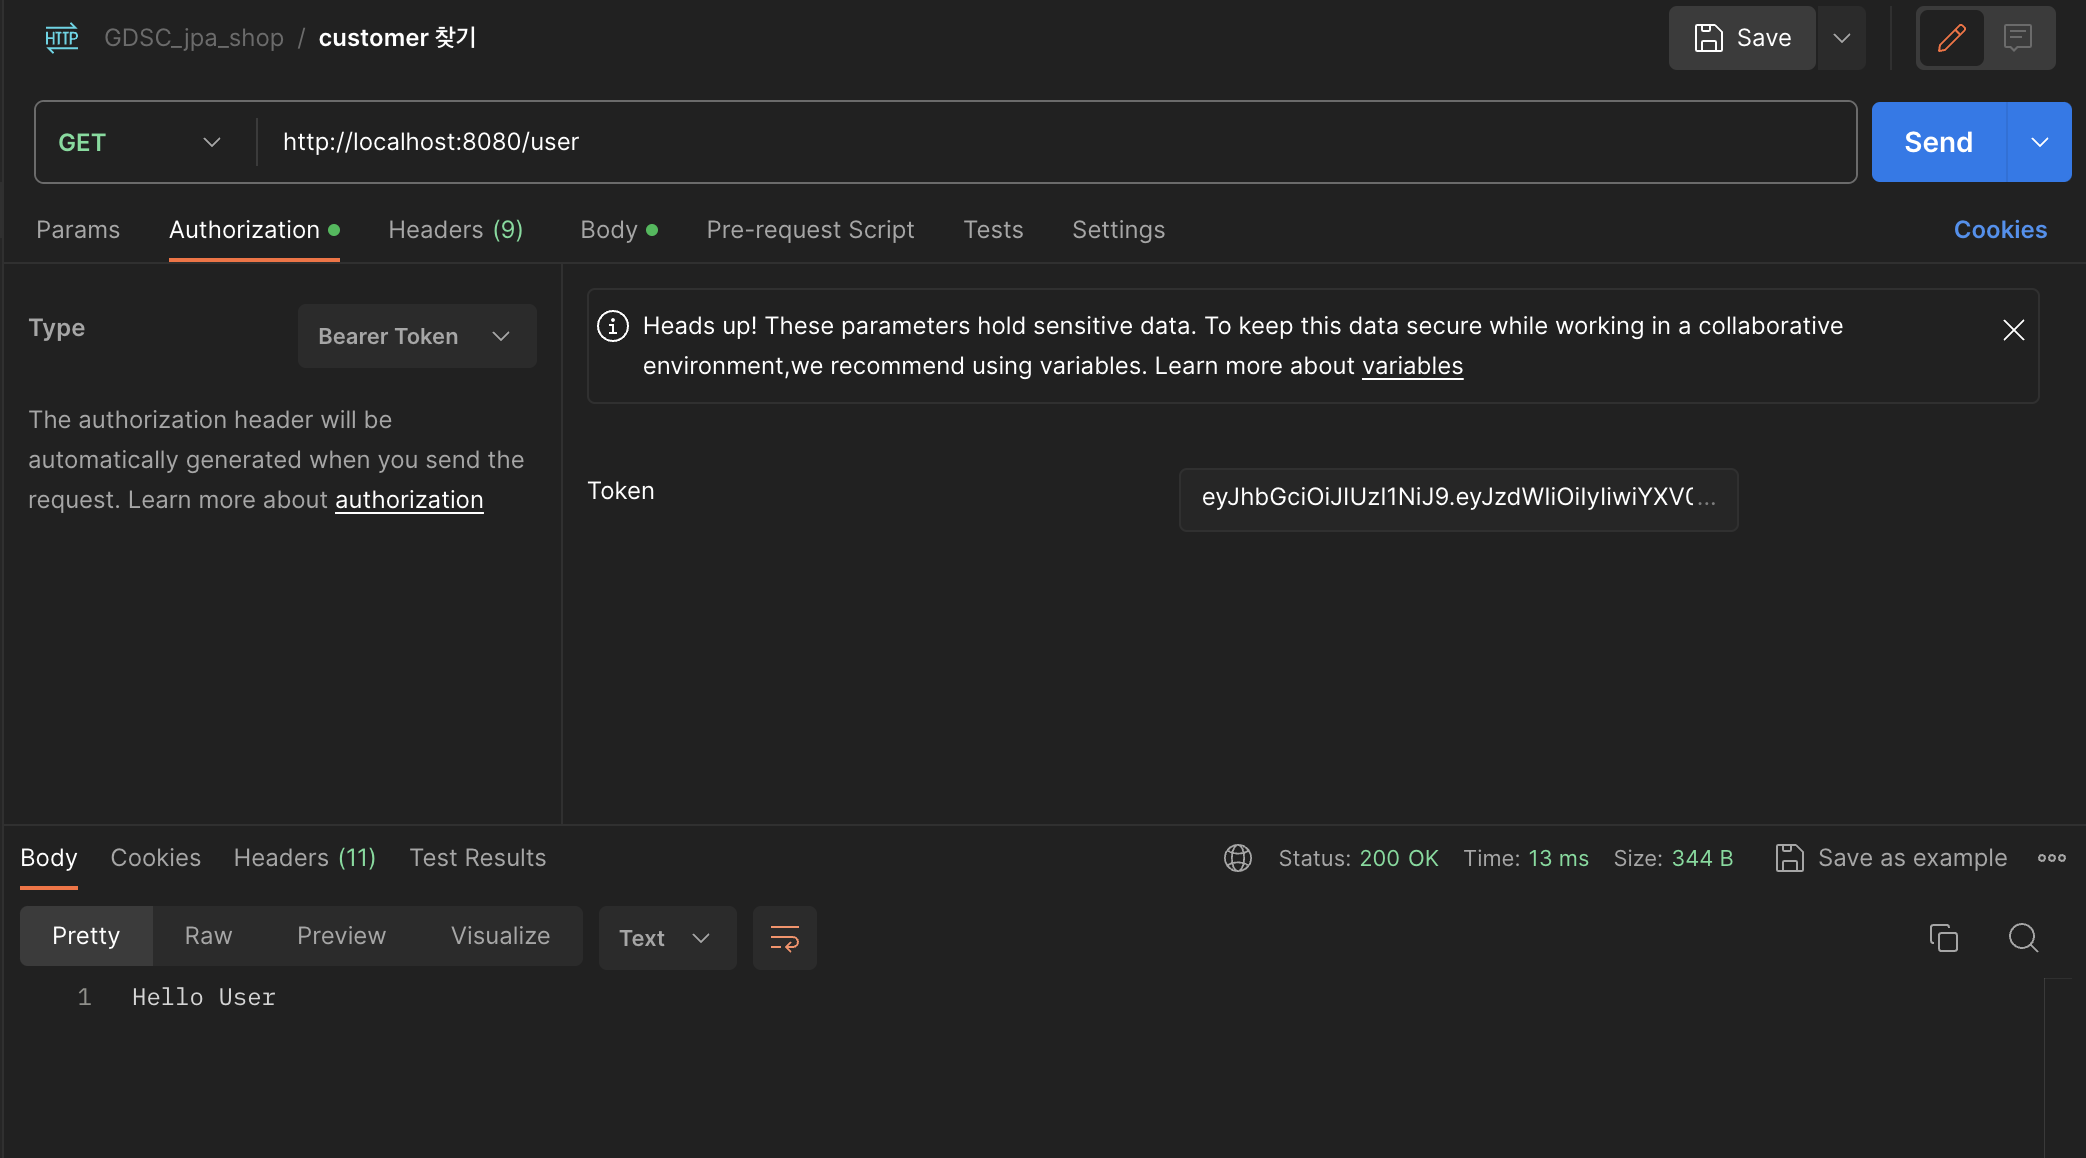 HTTP GDSC_jpa_shop / customer 찾기
Save
GET http://localhost:8080/user
Send
Params Authorization Headers (9) Body Pre-request Script Tests Settings Cookies
Type Bearer Token
The authorization header will be
automatically generated when you send the
request. Learn more about authorization
Heads up! These parameters hold sensitive data. To keep this data secure while working in a collaborative
environment,we recommend using variables. Learn more about variables
Token
Body Cookies Headers (11) Test Results Status: 200 OK Time: 13 ms Size: 344 B Save as example
Pretty Raw Preview Visualize Text
1 Hello User